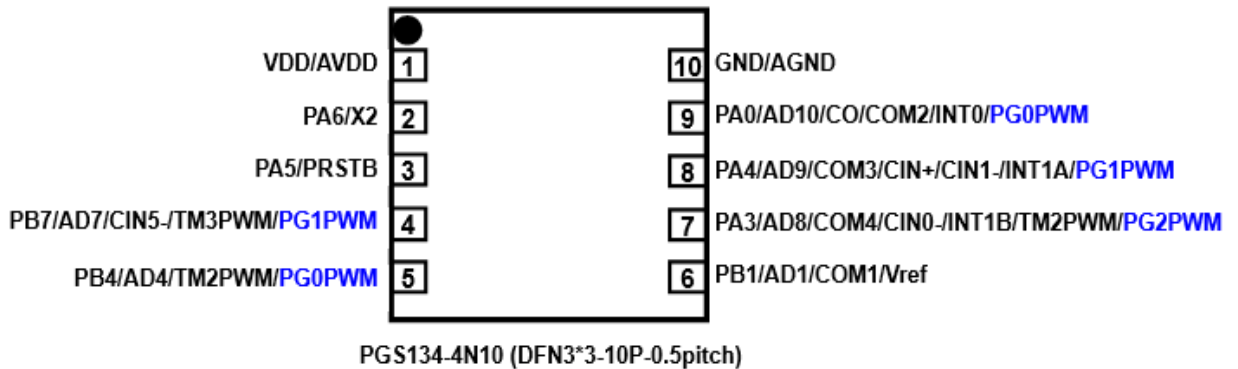 VDD/AVDD 1 10 GND/AGND
PA6/X2 2 9 PA0/AD10/CO/COM2/INT0/PG0PWM
PA5/PRSTB 3 8 PA4/AD9/COM3/CIN+/CIN1-/INT1A/PG1PWM
PB7/AD7/CIN5-/TM3PWM/PG1PWM 4 7 PA3/AD8/COM4/CIN0-/INT1B/TM2PWM/PG2PWM
PB4/AD4/TM2PWM/PG0PWM 5 6 PB1/AD1/COM1/Vref
PGS134-4N10 (DFN3*3-10P-0.5pitch)